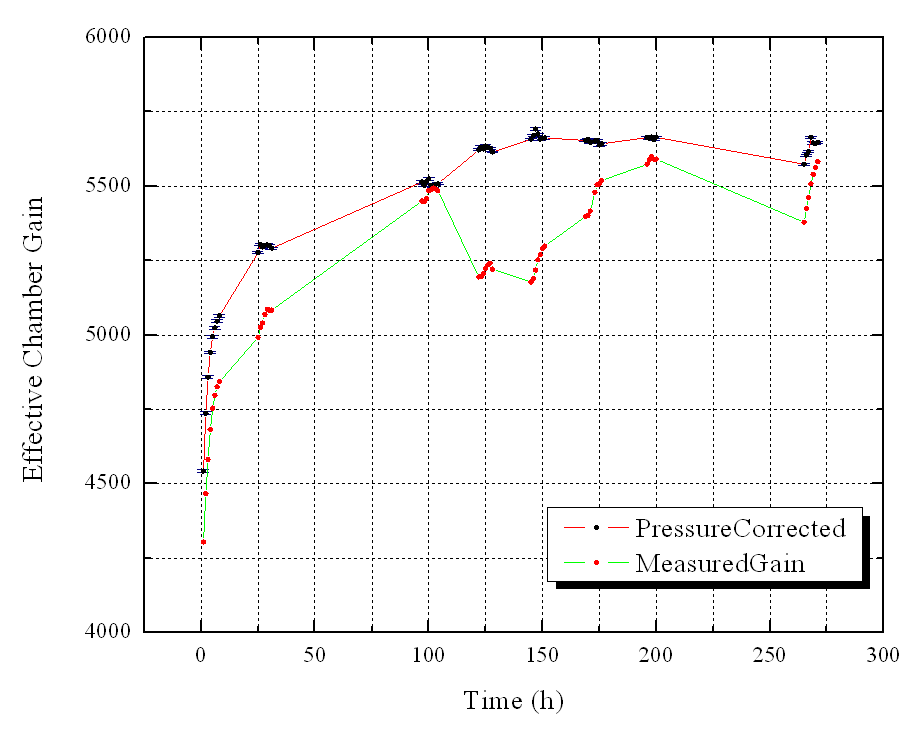 6000
5500
5000
4500
4000
Effective Chamber Gain
PressureCorrected
MeasuredGain
0 50 100 150 200 250 300
Time (h)